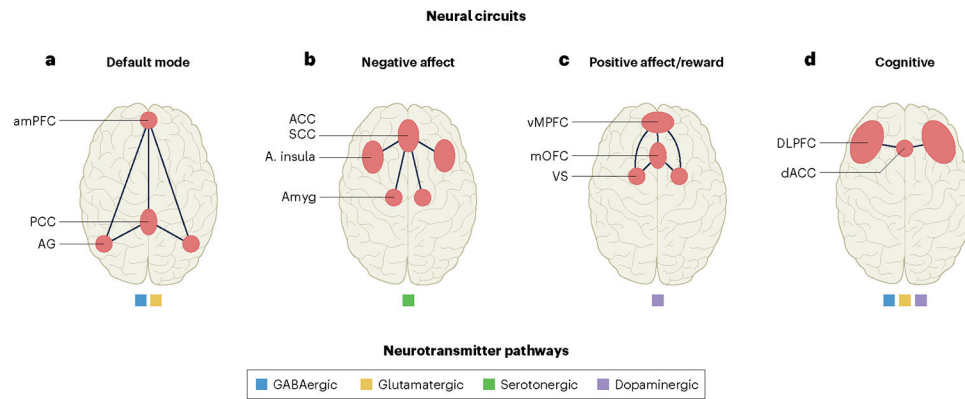 Neural circuits
a Default mode
b Negative affect
c Positive affect/reward
d Cognitive
amPFC
PCC
AG
ACC
SCC
A. insula
Amyg
vMPFC
mOFC
VS
DLPFC
dACC
Neurotransmitter pathways
GABAergic Glutamatergic Serotonergic Dopaminergic